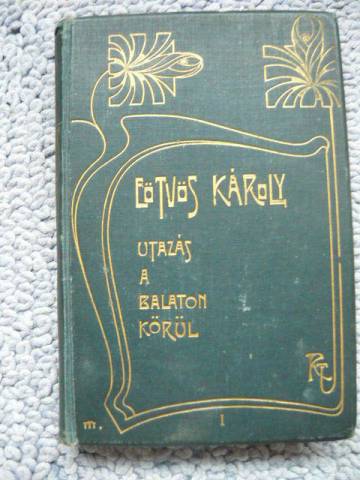 EÖTVÖS KÁROLY
UTAZÁS
A
BALATON
KÖRÜL
m.
I